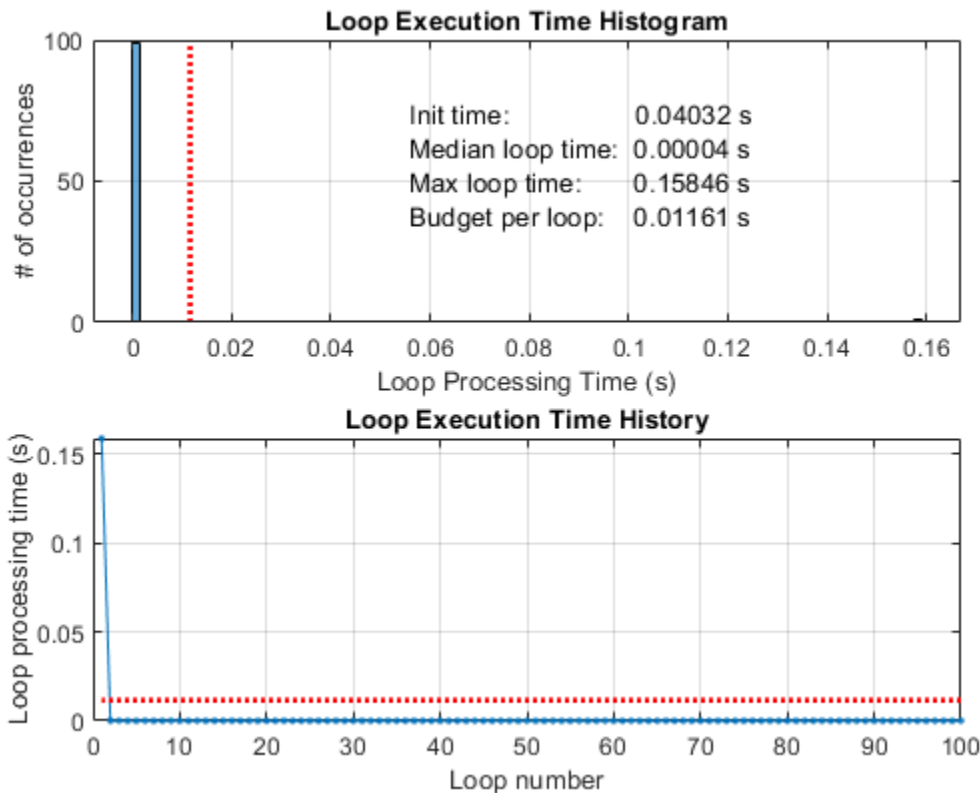 Loop Execution Time Histogram
# of occurrences
100
50
0
Init time: 0.04032 s
Median loop time: 0.00004 s
Max loop time: 0.15846 s
Budget per loop: 0.01161 s
0 0.02 0.04 0.06 0.08 0.1 0.12 0.14 0.16
Loop Processing Time (s)
Loop Execution Time History
Loop processing time (s)
0.15
0.1
0.05
0
0 10 20 30 40 50 60 70 80 90 100
Loop number